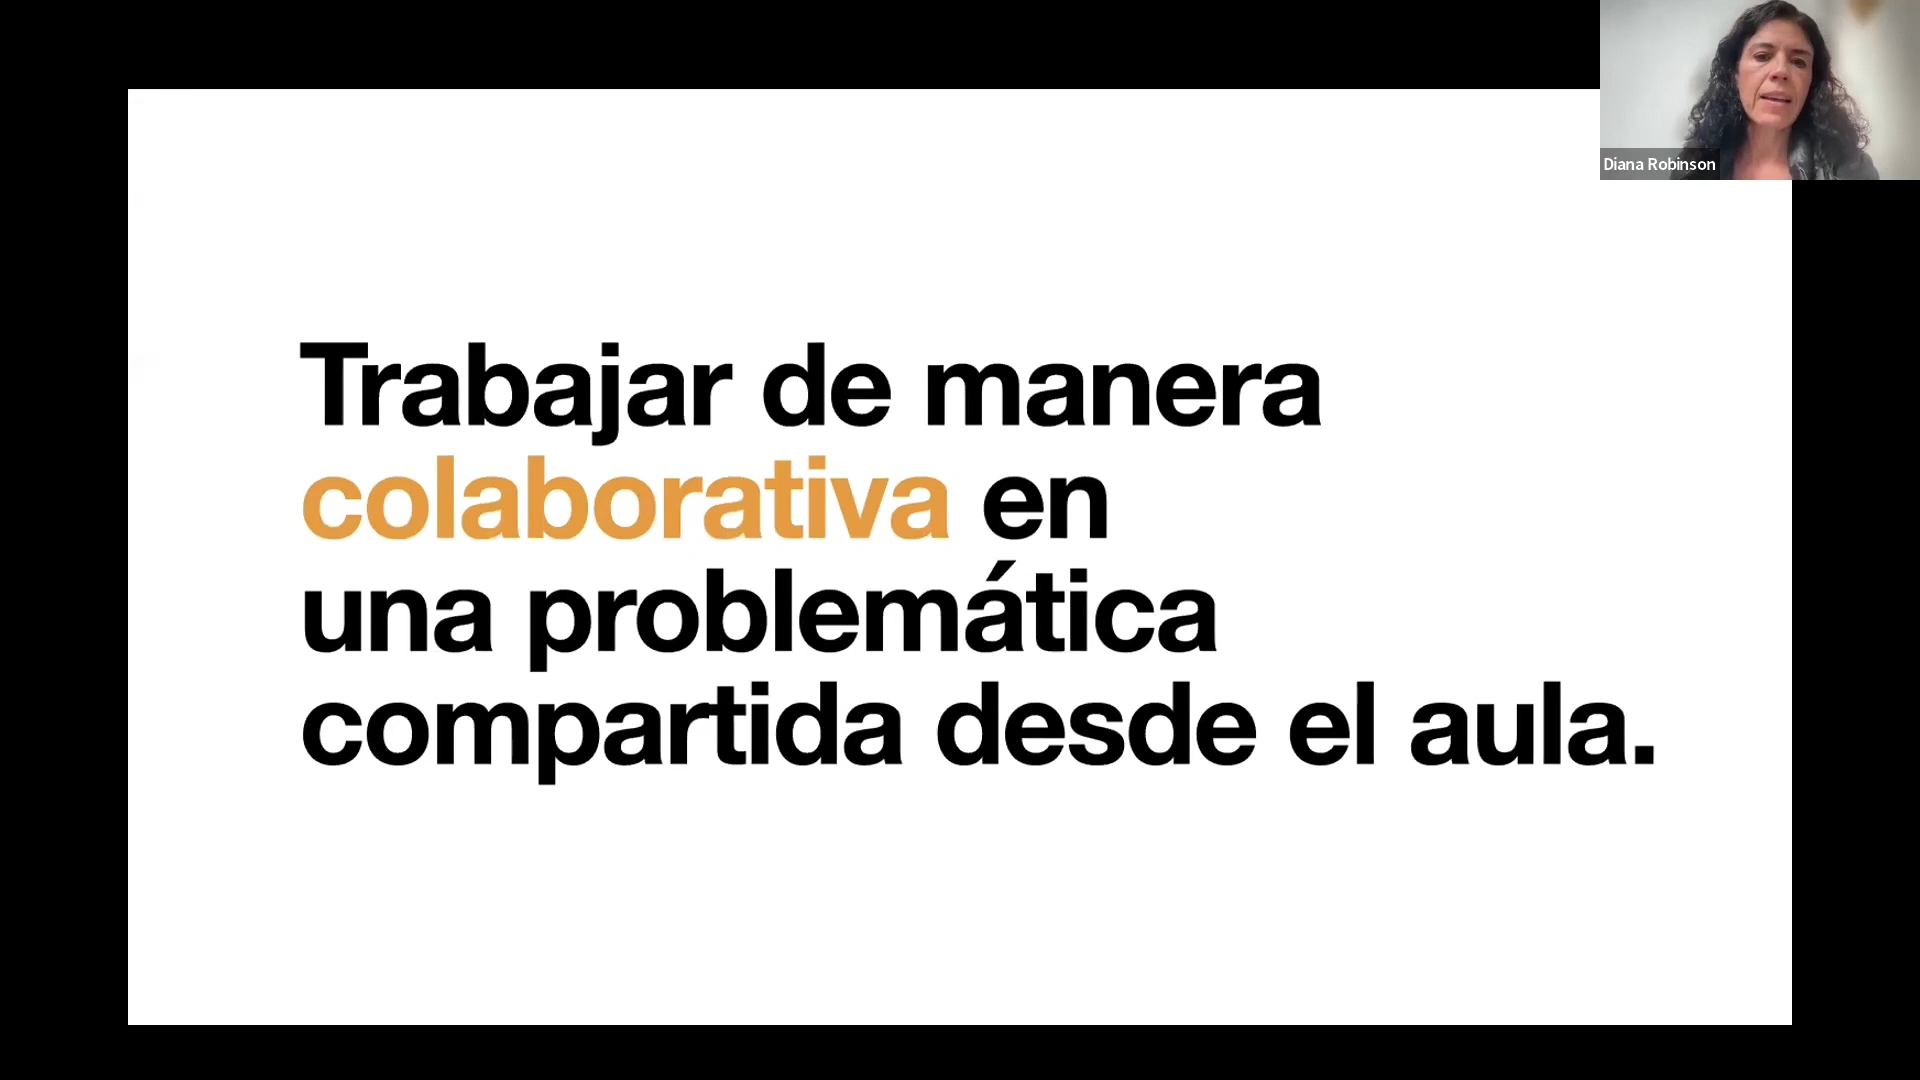 Trabajar de manera
colaborativa en
una problemática
compartida desde el aula.
Diana Robinson